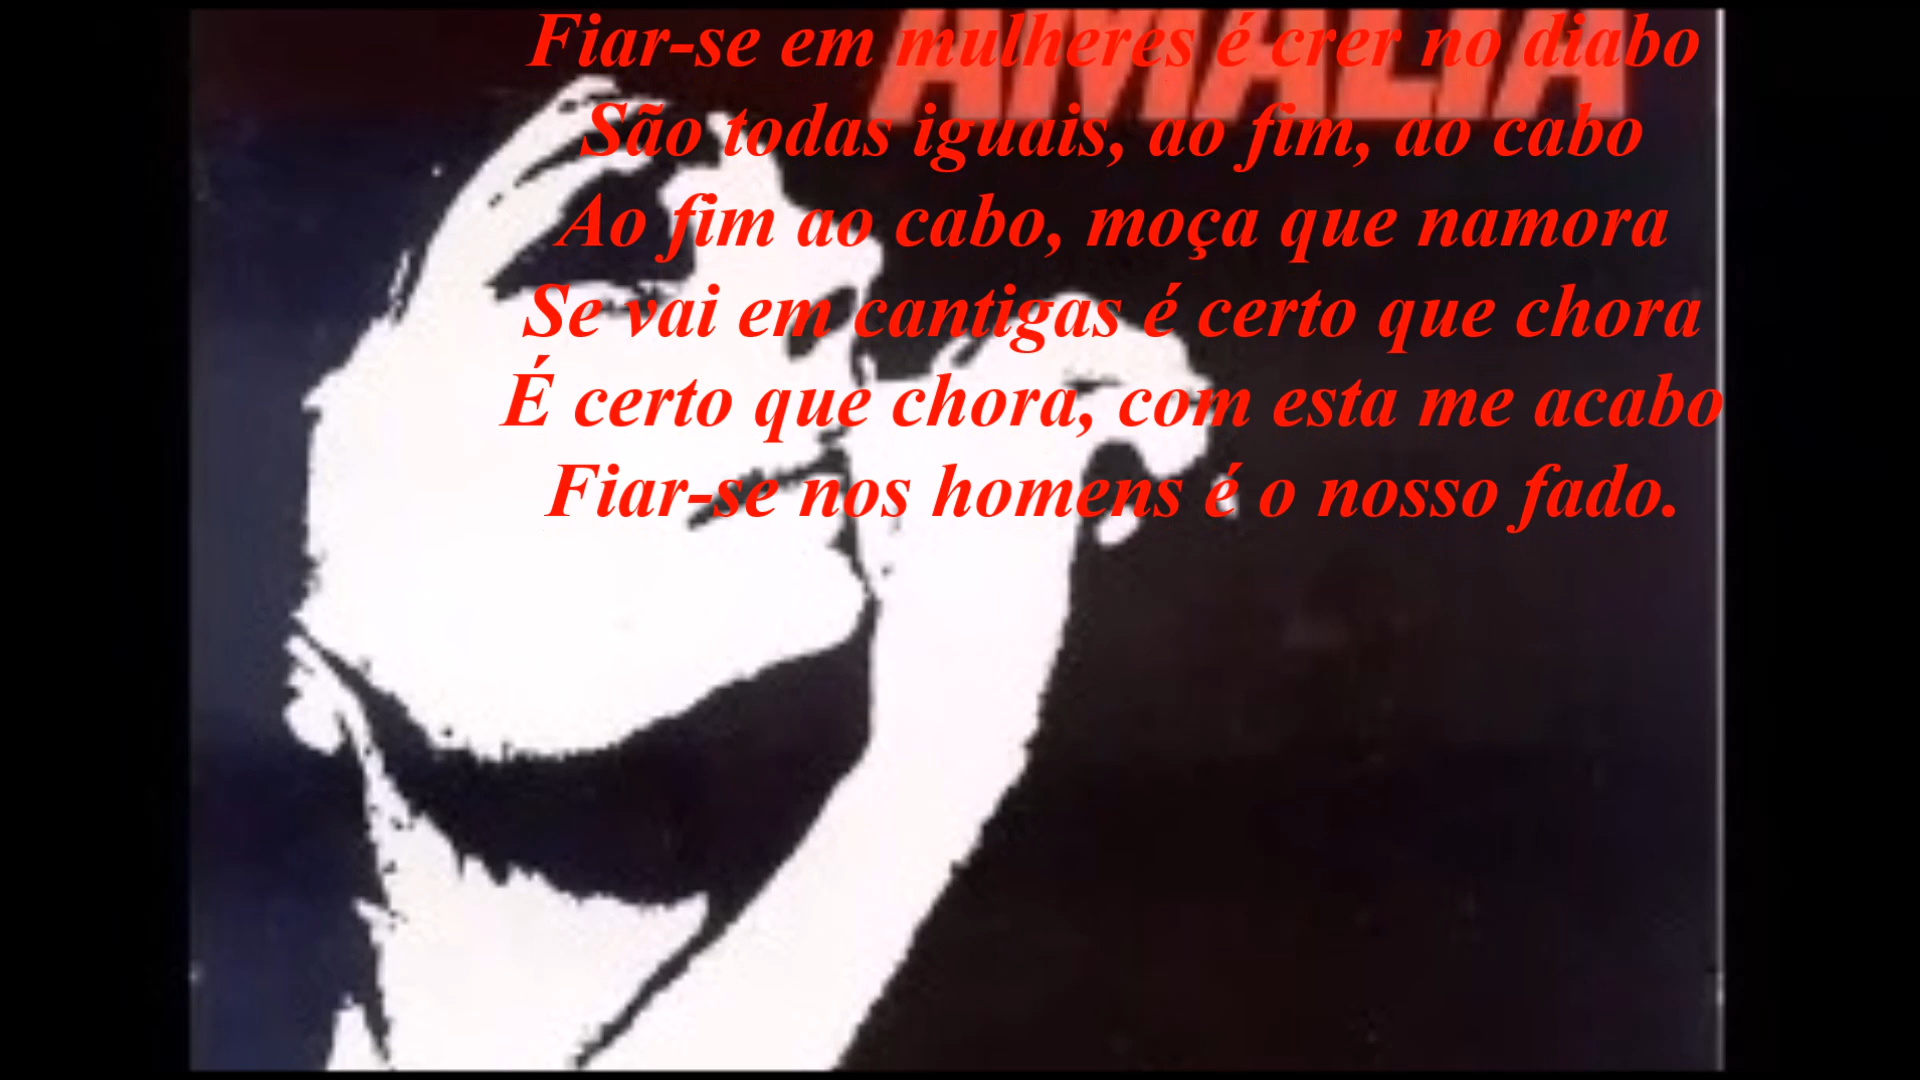 AMALIA
Fiar-se em mulheres é crer no diabo
São todas iguais, ao fim, ao cabo
Ao fim ao cabo, moça que namora
Se vai em cantigas é certo que chora
É certo que chora, com esta me acabo
Fiar-se nos homens é o nosso fado.